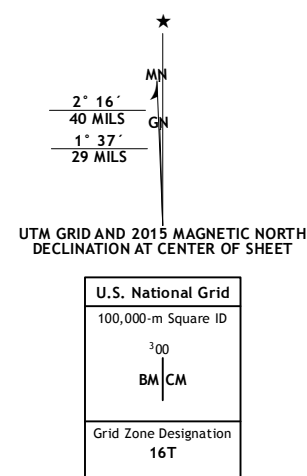 ★
MN
2° 16´
40 MILS
GN
1° 37´
29 MILS
UTM GRID AND 2015 MAGNETIC NORTH
DECLINATION AT CENTER OF SHEET
U.S. National Grid
100,000-m Square ID
³00
BM CM
Grid Zone Designation
16T